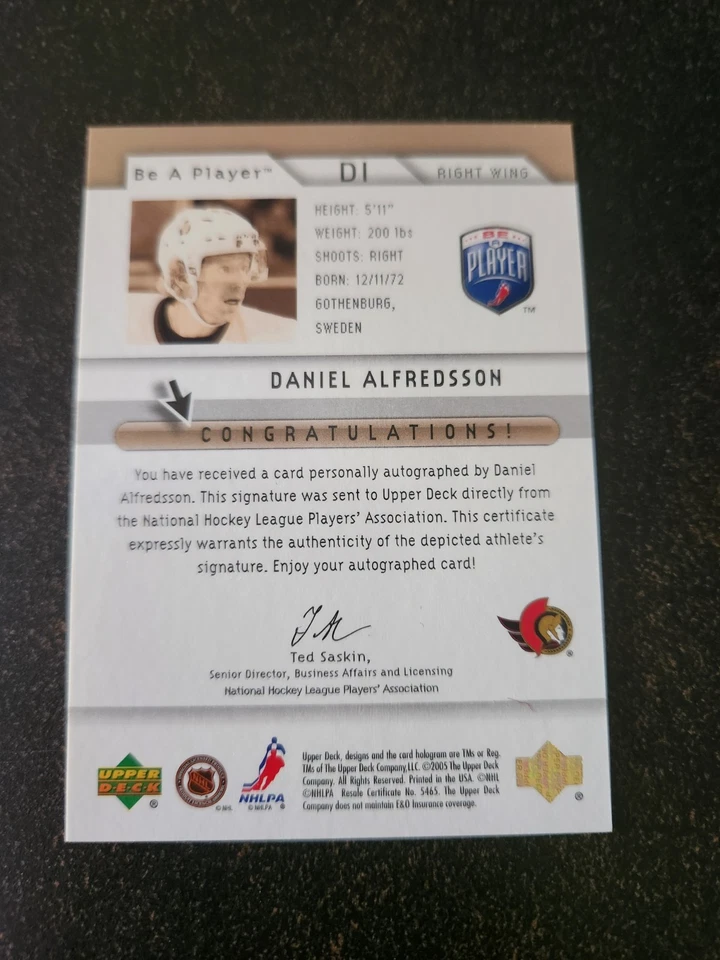 Be A Player™
DI
RIGHT WING
HEIGHT: 5'11"
WEIGHT: 200 lbs
SHOOTS: RIGHT
BORN: 12/11/72
GOTHENBURG,
SWEDEN
BE
A
PLAYER
TM
DANIEL ALFREDSSON
CONGRATULATIONS!
You have received a card personally autographed by Daniel
Alfredsson. This signature was sent to Upper Deck directly from
the National Hockey League Players' Association. This certificate
expressly warrants the authenticity of the depicted athlete's
signature. Enjoy your autographed card!
Ted Saskin,
Senior Director, Business Affairs and Licensing
National Hockey League Players' Association
Upper Deck, designs and the card hologram are TMs or Reg.
TMs of The Upper Deck Company,LLC. ©2005 The Upper Deck
Company. All Rights Reserved. Printed in the USA. ©NHL
©NHLPA Resale Certificate No. 5465. The Upper Deck
Company does not maintain E&O Insurance coverage.
UPPER
DECK
®
NHL
NHLPA
®